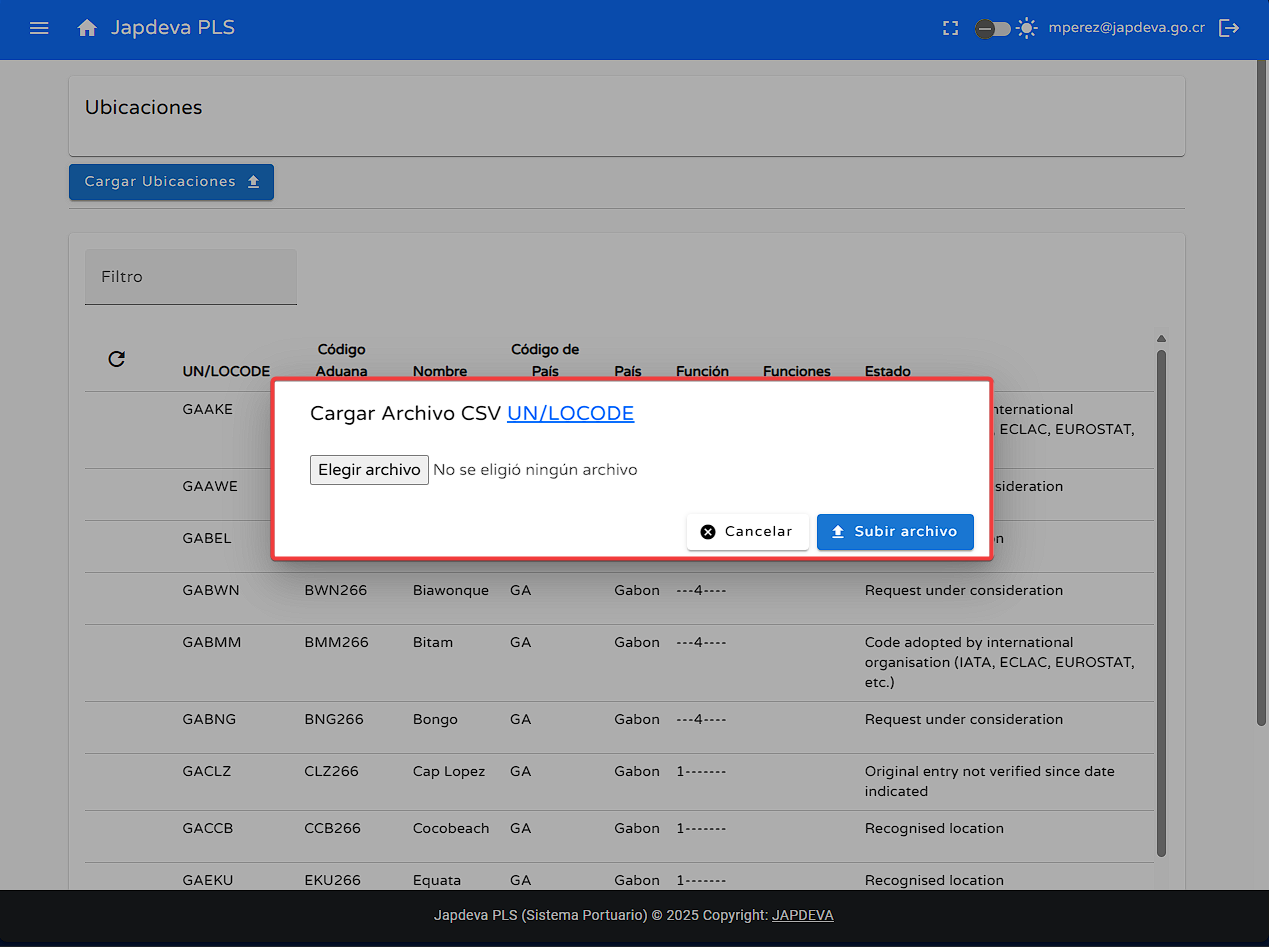 Japdeva PLS
mperez@japdeva.go.cr
Ubicaciones
Cargar Ubicaciones
Filtro
UN/LOCODE Código Aduana Nombre Código de País País Función Funciones Estado
GAAKE nternational
, ECLAC, EUROSTAT,
GAAWE sideration
GABEL n
Cargar Archivo CSV UN/LOCODE
Elegir archivo No se eligió ningún archivo
Cancelar Subir archivo
GABWN BWN266 Biawonque GA Gabon ---4---- Request under consideration
GABMM BMM266 Bitam GA Gabon ---4---- Code adopted by international
organisation (IATA, ECLAC, EUROSTAT,
etc.)
GABNG BNG266 Bongo GA Gabon ---4---- Request under consideration
GACLZ CLZ266 Cap Lopez GA Gabon 1------- Original entry not verified since date
indicated
GACCB CCB266 Cocobeach GA Gabon 1------- Recognised location
GAEKU EKU266 Equata GA Gabon 1------- Recognised location
Japdeva PLS (Sistema Portuario) © 2025 Copyright: JAPDEVA